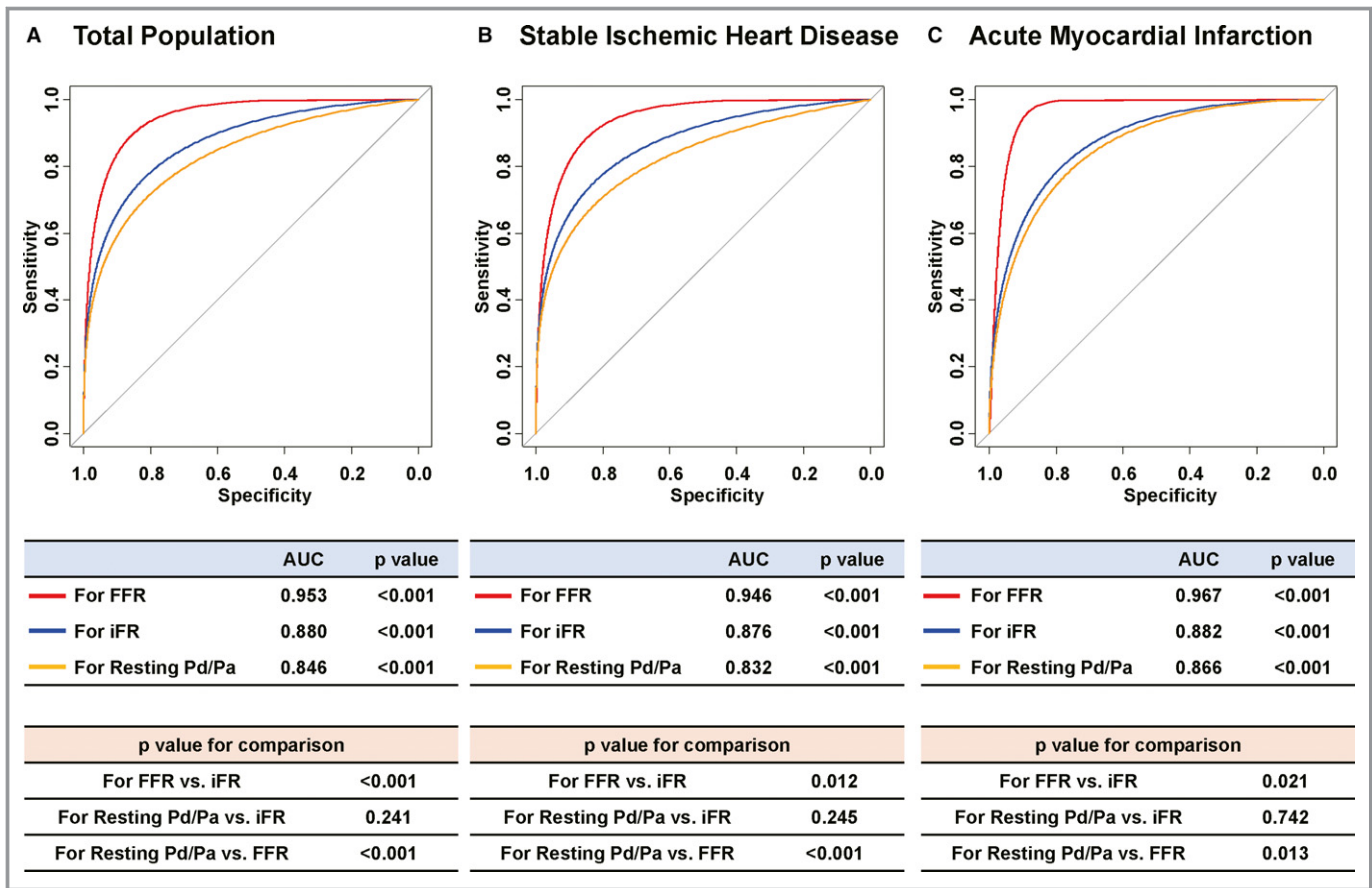 A Total Population
Sensitivity
1.0
0.8
0.6
0.4
0.2
0.0
1.0 0.8 0.6 0.4 0.2 0.0
Specificity
AUC p value
For FFR 0.953 <0.001
For iFR 0.880 <0.001
For Resting Pd/Pa 0.846 <0.001
p value for comparison
For FFR vs. iFR <0.001
For Resting Pd/Pa vs. iFR 0.241
For Resting Pd/Pa vs. FFR <0.001
B Stable Ischemic Heart Disease
Sensitivity
1.0
0.8
0.6
0.4
0.2
0.0
1.0 0.8 0.6 0.4 0.2 0.0
Specificity
AUC p value
For FFR 0.946 <0.001
For iFR 0.876 <0.001
For Resting Pd/Pa 0.832 <0.001
p value for comparison
For FFR vs. iFR 0.012
For Resting Pd/Pa vs. iFR 0.245
For Resting Pd/Pa vs. FFR <0.001
C Acute Myocardial Infarction
Sensitivity
1.0
0.8
0.6
0.4
0.2
0.0
1.0 0.8 0.6 0.4 0.2 0.0
Specificity
AUC p value
For FFR 0.967 <0.001
For iFR 0.882 <0.001
For Resting Pd/Pa 0.866 <0.001
p value for comparison
For FFR vs. iFR 0.021
For Resting Pd/Pa vs. iFR 0.742
For Resting Pd/Pa vs. FFR 0.013